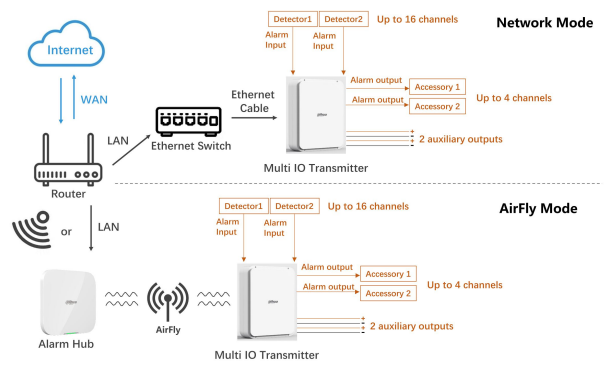 Detector1 Detector2 Up to 16 channels
Network Mode
Internet
Alarm Input
Alarm Input
Alarm output
Accessory 1
Alarm output
Accessory 2
Up to 4 channels
WAN
Ethernet
Cable
LAN
Ethernet Switch
+
-
+
-
2 auxiliary outputs
Multi IO Transmitter
Router
or
LAN
Detector1 Detector2 Up to 16 channels
AirFly Mode
Alarm Input
Alarm Input
Alarm output
Accessory 1
Alarm output
Accessory 2
Up to 4 channels
alhua
AirFly
+
-
+
-
2 auxiliary outputs
Alarm Hub
Multi IO Transmitter